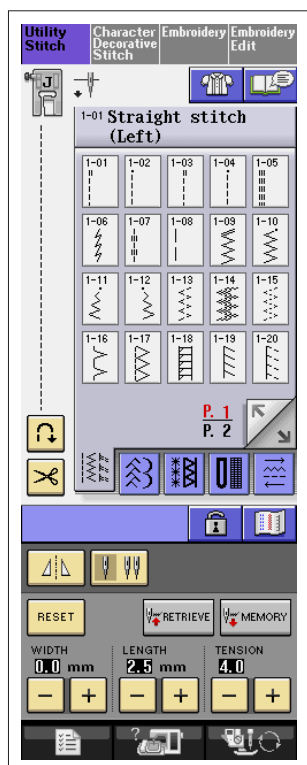 Utility Stitch
Character Decorative Stitch
Embroidery
Embroidery Edit
J
1-01 Straight stitch
(Left)
1-01 1-02 1-03 1-04 1-05
1-06 1-07 1-08 1-09 1-10
1-11 1-12 1-13 1-14 1-15
1-16 1-17 1-18 1-19 1-20
P. 1
P. 2
RESET RETRIEVE MEMORY
WIDTH LENGTH TENSION
0.0 mm 2.5 mm 4.0
− + − + − +
?